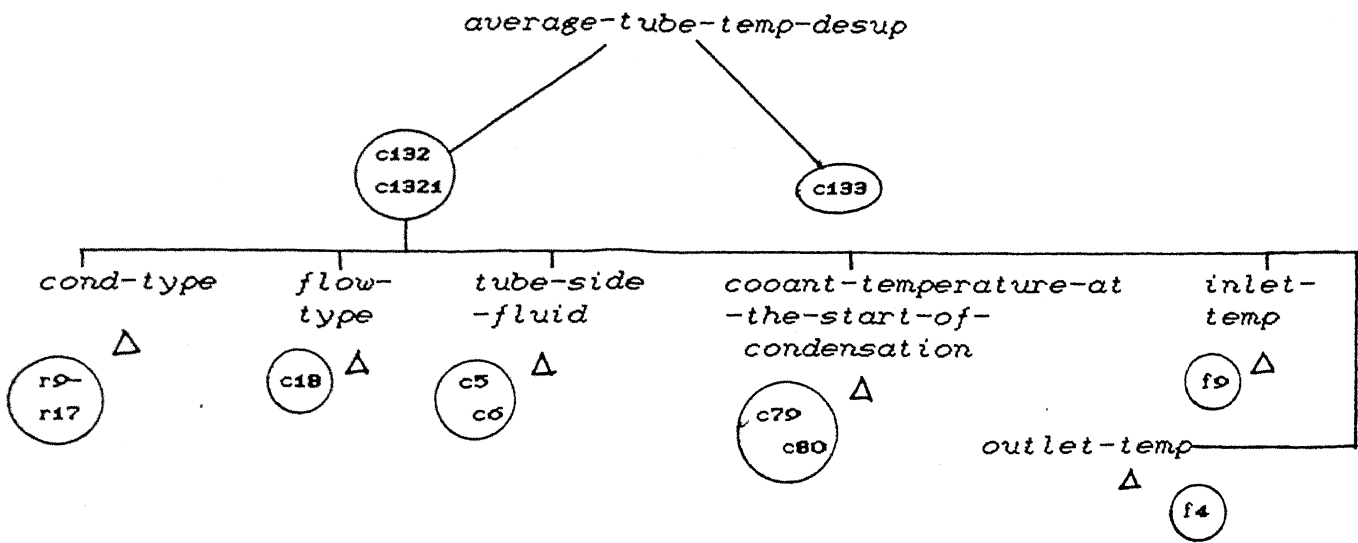 average-tube-temp-desup
c132
c1321
c133
cond-type
flow-
type
tube-side
-fluid
cooant-temperature-at
-the-start-of-
condensation
inlet-
temp
r9-
r17
c18
c5
c6
c79
c80
f9
outlet-temp
f4